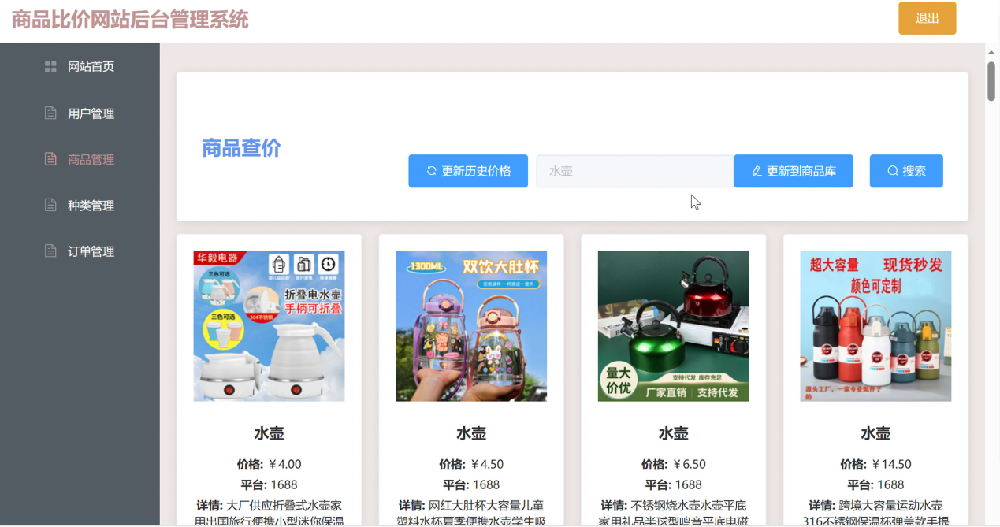 商品比价网站后台管理系统
退出
网站首页
用户管理
商品管理
种类管理
订单管理
商品查价
更新历史价格
水壶
更新到商品库
搜索
华毅电器
三色可选
折叠电水壶
手柄可折叠
304不锈钢
三色可选
水壶
价格: ￥4.00
平台: 1688
详情: 大厂供应折叠式水壶家
用出国旅行便携小型迷你保温
1300ML
双饮大肚杯
水壶
价格: ￥4.50
平台: 1688
详情: 网红大肚杯大容量儿童
塑料水杯夏季便携水壶学生吸
量大
价优
支持代发 库存充足
厂家直销 支持代发
水壶
价格: ￥6.50
平台: 1688
详情: 不锈钢烧水壶水壶平底
家用礼品半球型鸣音平底电磁
超大容量 现货秒发
颜色可定制
源头工厂，一家专业做杯子
的
水壶
价格: ￥14.50
平台: 1688
详情: 跨境大容量运动水壶
316不锈钢保温杯弹盖款手提